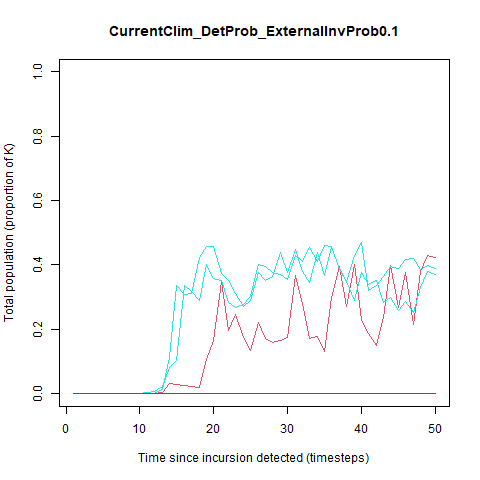 CurrentClim_DetProb_ExternalInvProb0.1
Total population (proportion of K)
1.0
0.8
0.6
0.4
0.2
0.0
0 10 20 30 40 50
Time since incursion detected (timesteps)